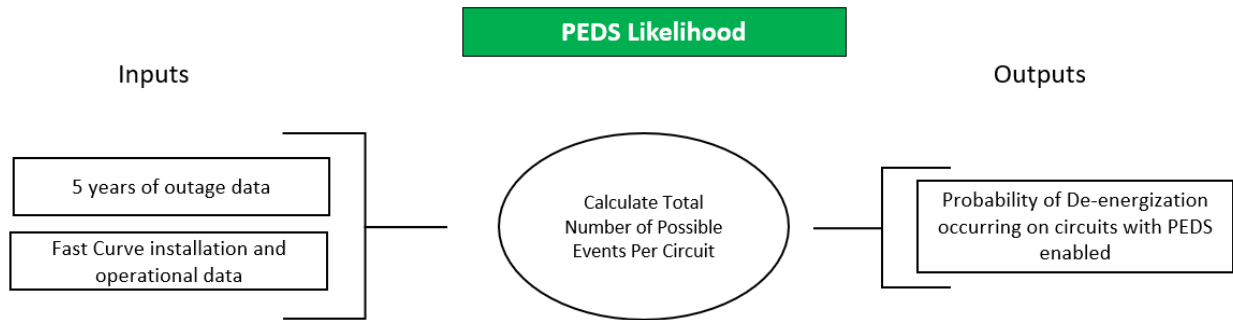 PEDS Likelihood
Inputs
Outputs
5 years of outage data
Fast Curve installation and
operational data
Calculate Total
Number of Possible
Events Per Circuit
Probability of De-energization
occurring on circuits with PEDS
enabled